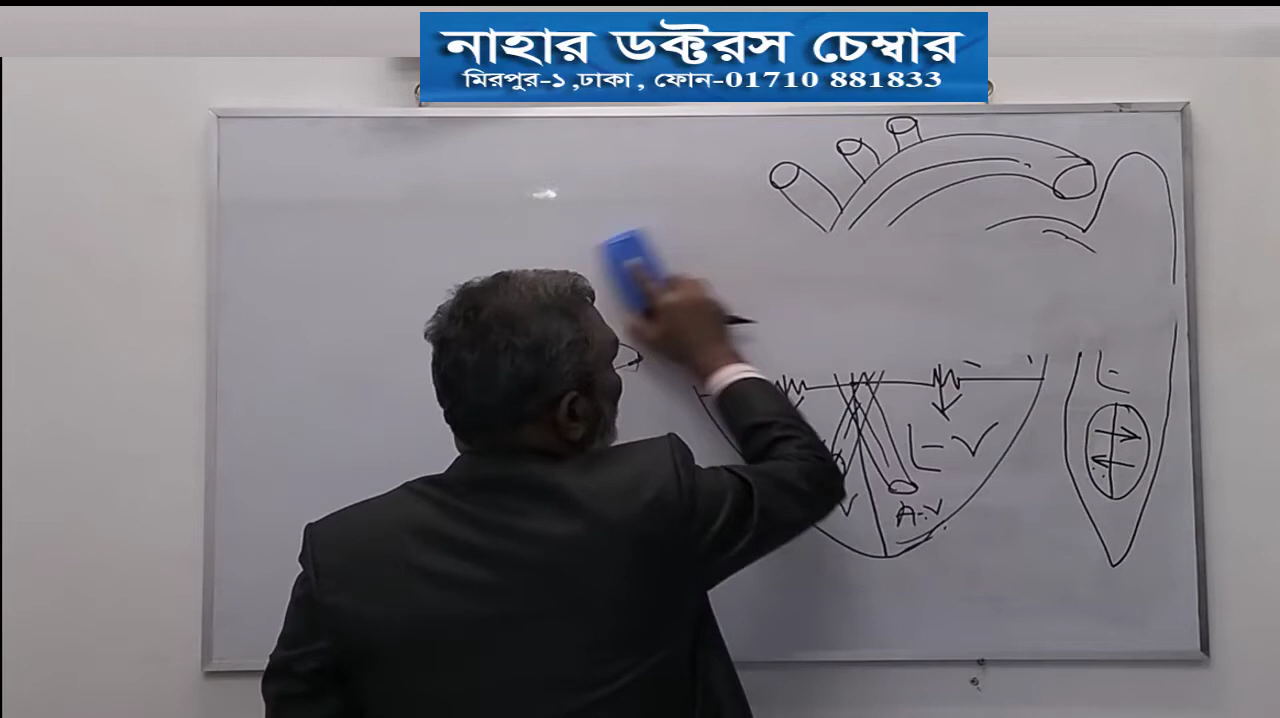 নাহার ডক্টরস চেম্বার
মিরপুর-১ ,ঢাকা , ফোন-01710 881833
L-
L-V
V
A-V